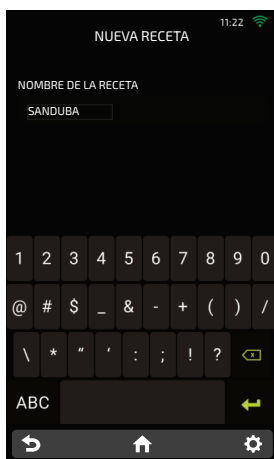 11:22
NUEVA RECETA
NOMBRE DE LA RECETA
SANDUBA
1 2 3 4 5 6 7 8 9 0
@ # $ _ & - + ( ) /
\ * “ ‘ : ; ! ?
ABC